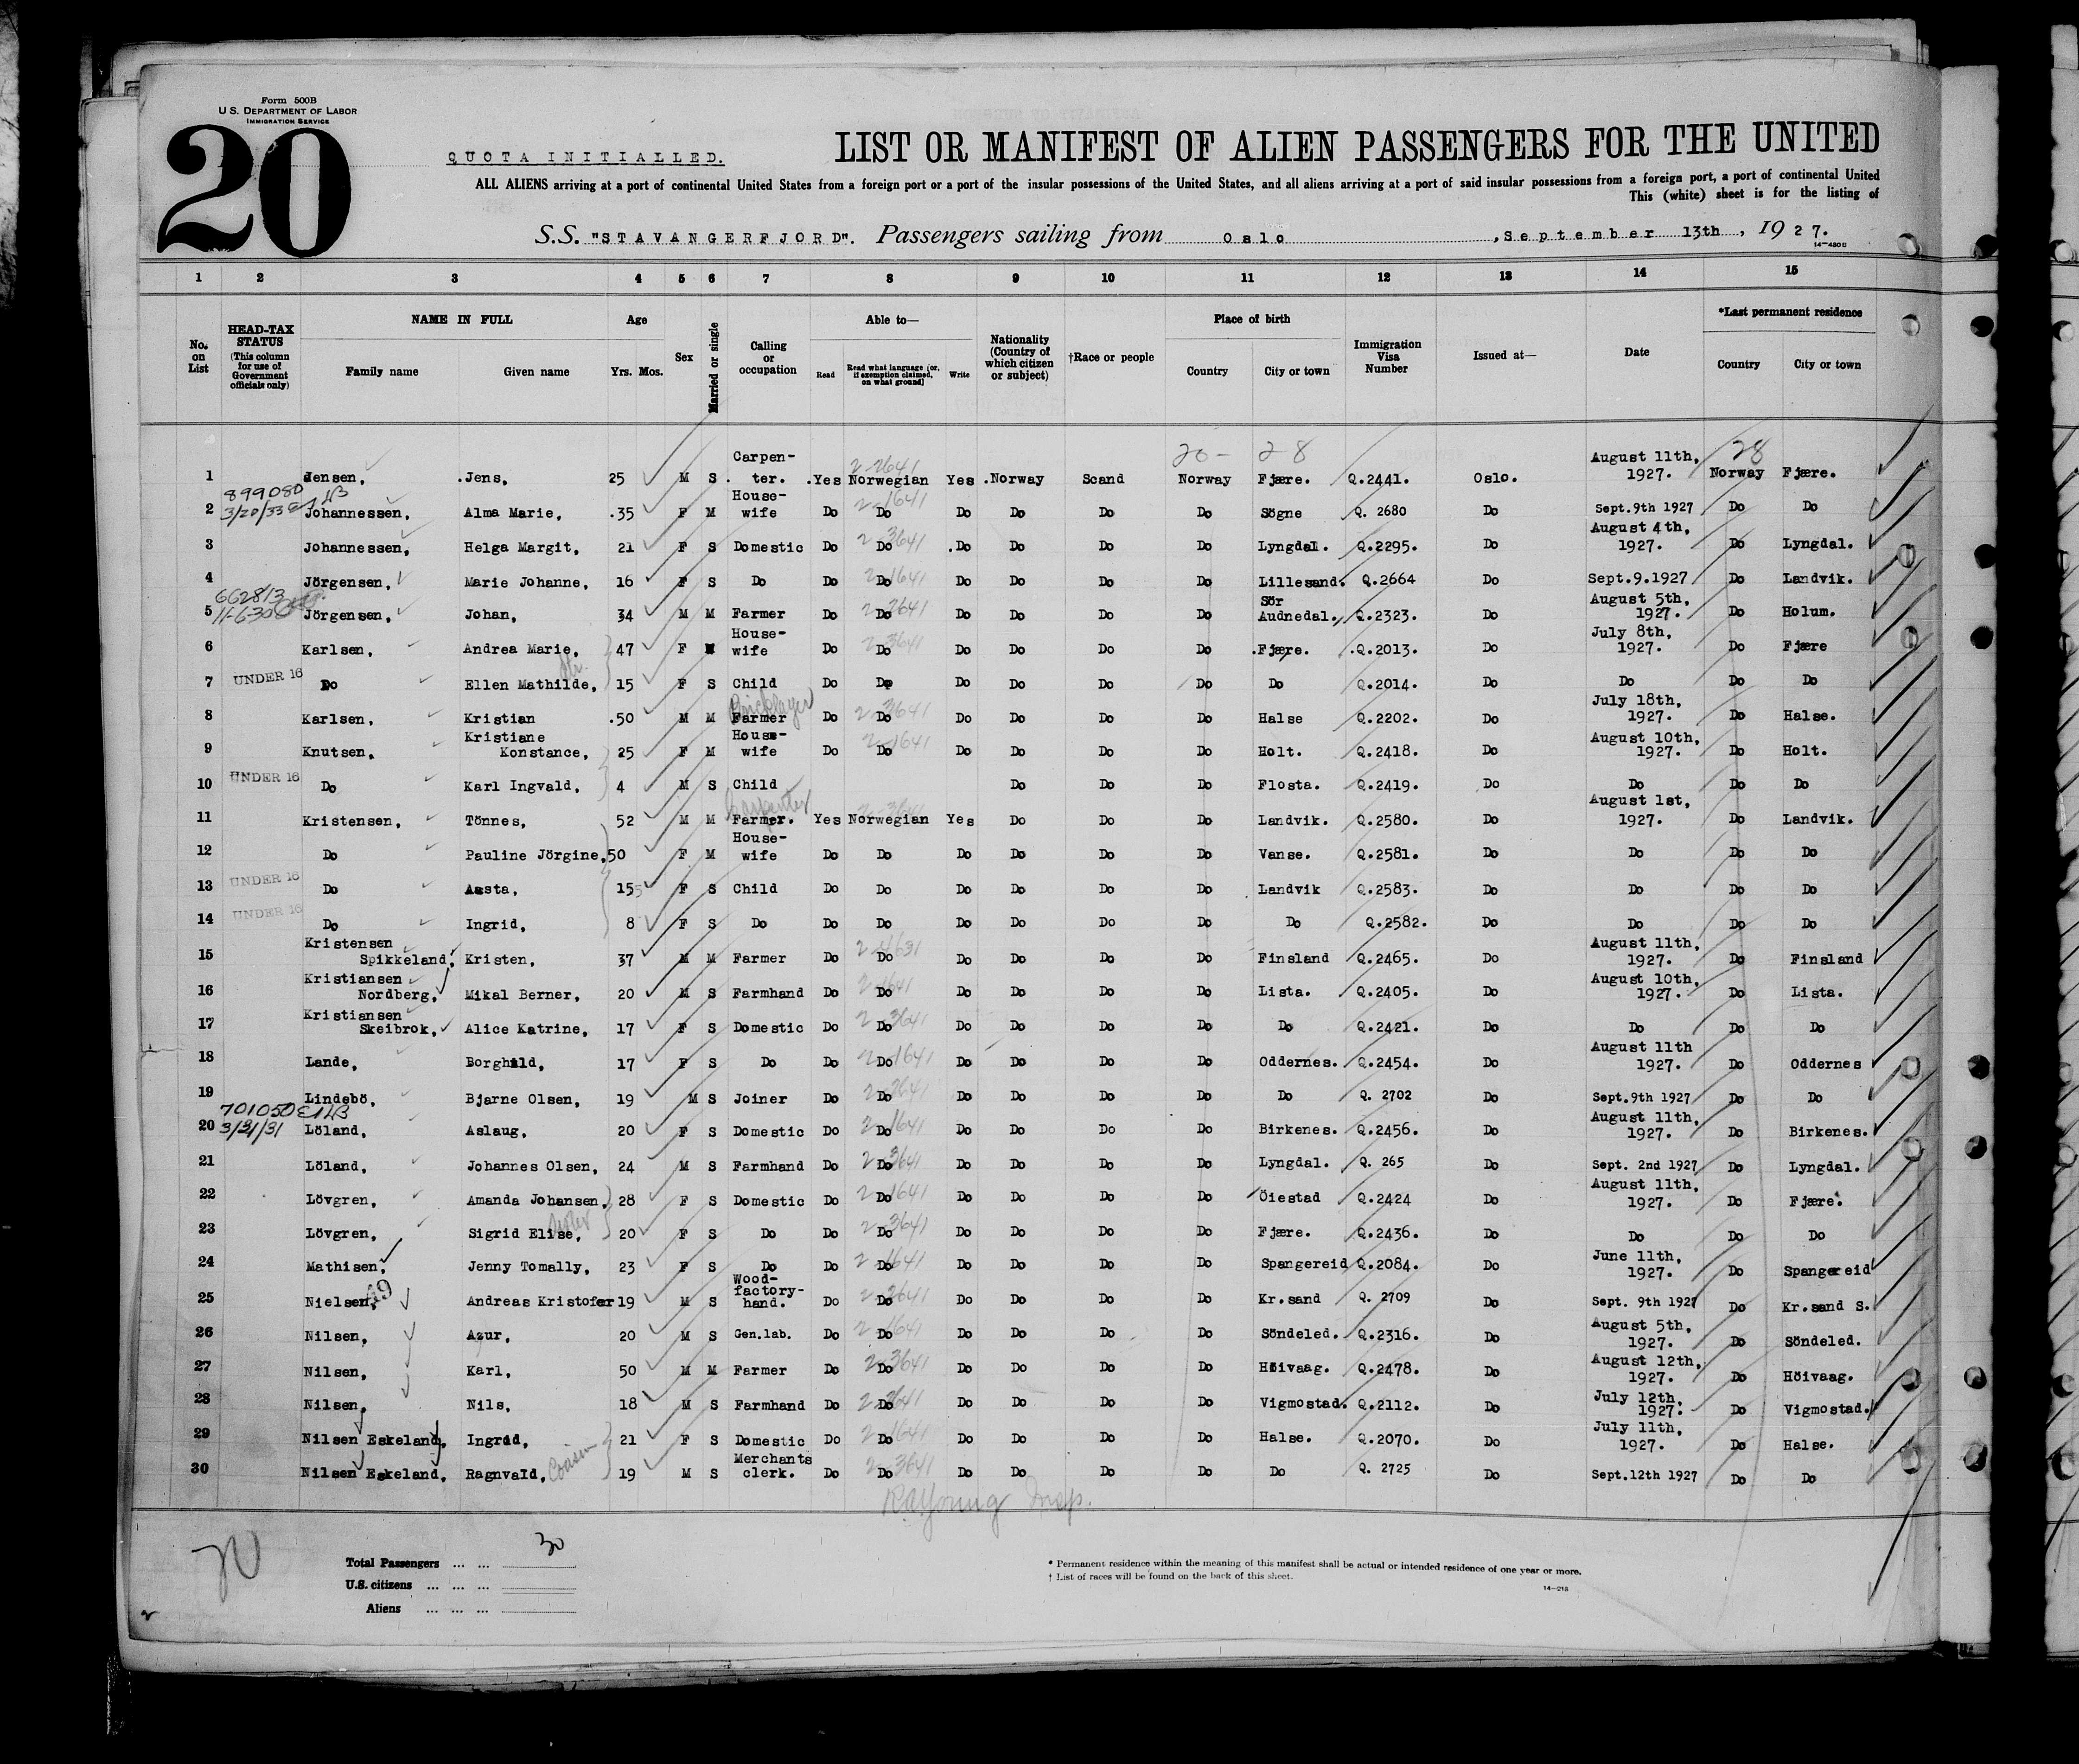 Form 500B
U.S. DEPARTMENT OF LABOR
IMMIGRATION SERVICE
20
QUOTA INITIALLED.
LIST OR MANIFEST OF ALIEN PASSENGERS FOR THE UNITED
ALL ALIENS arriving at a port of continental United States from a foreign port or a port of the insular possessions of the United States, and all aliens arriving at a port of said insular possessions from a foreign port, a port of continental United
This (white) sheet is for the listing of
S.S. "STAVANGERFJORD". Passengers sailing from Oslo, September 13th, 1927.
14-480B
1 2 3 4 5 6 7 8 9 10 11 12 13 14 15
No. on List
HEAD-TAX STATUS (This column for use of Government officials only)
NAME IN FULL Family name Given name
Age Yrs. Mos.
Sex
Married or single
Calling or occupation
Able to— Read Read what language (or, if exemption claimed, on what ground) Write
Nationality (Country of which citizen or subject)
†Race or people
Place of birth Country City or town
Immigration Visa Number
Issued at—
Date
*Last permanent residence Country City or town
20- 28 28
1 Jensen, Jens, 25 M S Carpenter. Yes Norwegian Yes Norway Scand Norway Fjære. Q.2441. Oslo. August 11th, 1927. Norway Fjære.
899080 3/20/33
2 Johannessen, Alma Marie, 35 F M Housewife Do Do Do Do Do Do Sögne Q. 2680 Do Sept.9th 1927 Do Do
3 Johannessen, Helga Margit, 21 F S Domestic Do Do Do Do Do Do Lyngdal. Q.2295. Do August 4th, 1927. Do Lyngdal.
4 Jörgensen, Marie Johanne, 16 F S Do Do Do Do Do Do Do Lillesand. Q.2664 Do Sept.9.1927 Do Landvik.
662813 11-6-30
5 Jörgensen, Johan, 34 M M Farmer Do Do Do Do Do Do Sör Audnedal. Q.2323. Do August 5th, 1927. Do Holum.
6 Karlsen, Andrea Marie, 47 F M Housewife Do Do Do Do Do Do Fjære. Q.2013. Do July 8th, 1927. Do Fjære
7 UNDER 16 Do Ellen Mathilde, 15 F S Child Do Do Do Do Do Do Do Q.2014. Do Do Do Do
Bricklayer
8 Karlsen, Kristian 50 M M Farmer Do Do Do Do Do Do Halse Q.2202. Do July 18th, 1927. Do Halse.
9 Knutsen, Kristiane Konstance, 25 F M Housewife Do Do Do Do Do Do Holt. Q.2418. Do August 10th, 1927. Do Holt.
10 UNDER 16 Do Karl Ingvald, 4 M S Child Do Do Do Flosta. Q.2419. Do Do Do Do
Carpenter
11 Kristensen, Tönnes, 52 M M Farmer. Yes Norwegian Yes Do Do Do Landvik. Q.2580. Do August 1st, 1927. Do Landvik.
12 Do Pauline Jörgine, 50 F M Housewife Do Do Do Do Do Do Vanse. Q.2581. Do Do Do Do
13 UNDER 16 Do Aasta, 15 F S Child Do Do Do Do Do Do Landvik Q.2583. Do Do Do Do
14 UNDER 16 Do Ingrid, 8 F S Do Do Do Do Do Do Do Do Q.2582. Do Do Do Do
15 Kristensen Spikkeland, Kristen, 37 M M Farmer Do Do Do Do Do Do Finsland Q.2465. Do August 11th, 1927. Do Finsland
16 Kristiansen Nordberg, Mikal Berner, 20 M S Farmhand Do Do Do Do Do Do Lista. Q.2405. Do August 10th, 1927. Do Lista.
17 Kristiansen Skeibrok, Alice Katrine, 17 F S Domestic Do Do Do Do Do Do Do Q.2421. Do Do Do Do
18 Lande, Borghild, 17 F S Do Do Do Do Do Do Do Oddernes. Q.2454. Do August 11th 1927. Do Oddernes
19 Lindebö, Bjarne Olsen, 19 M S Joiner Do Do Do Do Do Do Do Q. 2702 Do Sept.9th 1927 Do Do
701050 3/31/31
20 Löland, Aslaug, 20 F S Domestic Do Do Do Do Do Do Birkenes. Q.2456. Do August 11th, 1927. Do Birkenes.
21 Löland, Johannes Olsen, 24 M S Farmhand Do Do Do Do Do Do Lyngdal. Q. 265 Do Sept. 2nd 1927 Do Lyngdal.
22 Lövgren, Amanda Johansen, 28 F S Domestic Do Do Do Do Do Do Öiestad Q.2424 Do August 11th, 1927. Do Fjære.
sister
23 Lövgren, Sigrid Elise, 20 F S Do Do Do Do Do Do Do Fjære. Q.2436. Do Do Do Do
24 Mathisen, Jenny Tomally, 23 F S Do Do Do Do Do Do Do Spangereid Q.2084. Do June 11th, 1927. Do Spangereid
25 Nielsen, 49 Andreas Kristofer 19 M S Wood-factory-hand. Do Do Do Do Do Do Kr.sand Q. 2709 Do Sept. 9th 1927 Do Kr.sand S.
26 Nilsen, Azur, 20 M S Gen.lab. Do Do Do Do Do Do Söndeled. Q.2316. Do August 5th, 1927. Do Söndeled.
27 Nilsen, Karl, 50 M M Farmer Do Do Do Do Do Do Höivaag. Q.2478. Do August 12th, 1927. Do Höivaag.
28 Nilsen, Nils, 18 M S Farmhand Do Do Do Do Do Do Vigmostad. Q.2112. Do July 12th, 1927. Do Vigmostad.
29 Nilsen Eskeland, Ingrid, 21 F S Domestic Do Do Do Do Do Do Halse. Q.2070. Do July 11th, 1927. Do Halse.
30 Nilsen Eskeland, Ragnvald, Cousin 19 M S Merchants clerk. Do Do Do Do Do Do Do Q. 2725 Do Sept.12th 1927 Do Do
RA Young Insp.
20
Total Passengers ... ... 30
U.S. citizens ... ... ...
Aliens ... ... ...
* Permanent residence within the meaning of this manifest shall be actual or intended residence of one year or more.
† List of races will be found on the back of this sheet.
14-218